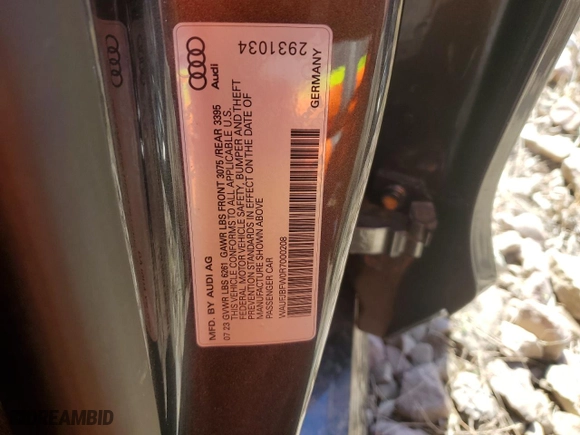 2931034
Audi
MFD. BY AUDI AG
07 23 GVWR LBS 6261 GAWR LBS FRONT 3075 /REAR 3395
THIS VEHICLE CONFORMS TO ALL APPLICABLE U.S.
FEDERAL MOTOR VEHICLE SAFETY, BUMPER AND THEFT
PREVENTION STANDARDS IN EFFECT ON THE DATE OF
MANUFACTURE SHOWN ABOVE
PASSENGER CAR
GERMANY